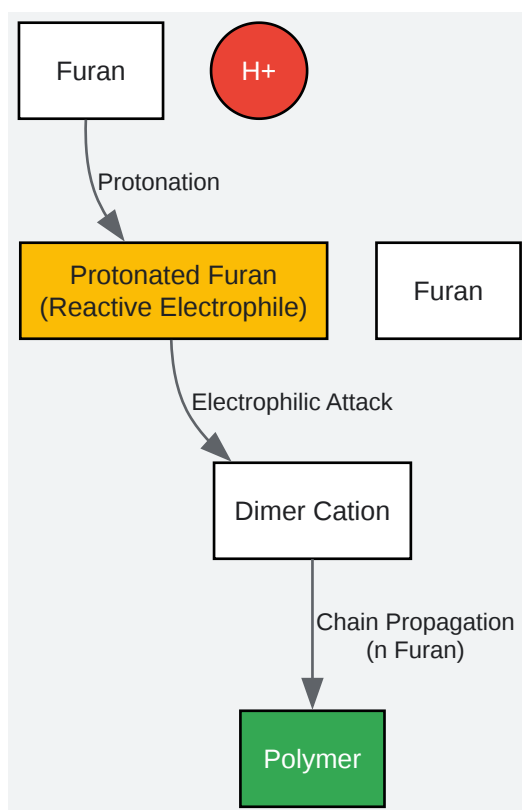 Furan
H+
Protonation
Protonated Furan
(Reactive Electrophile)
Furan
Electrophilic Attack
Dimer Cation
Chain Propagation
(n Furan)
Polymer